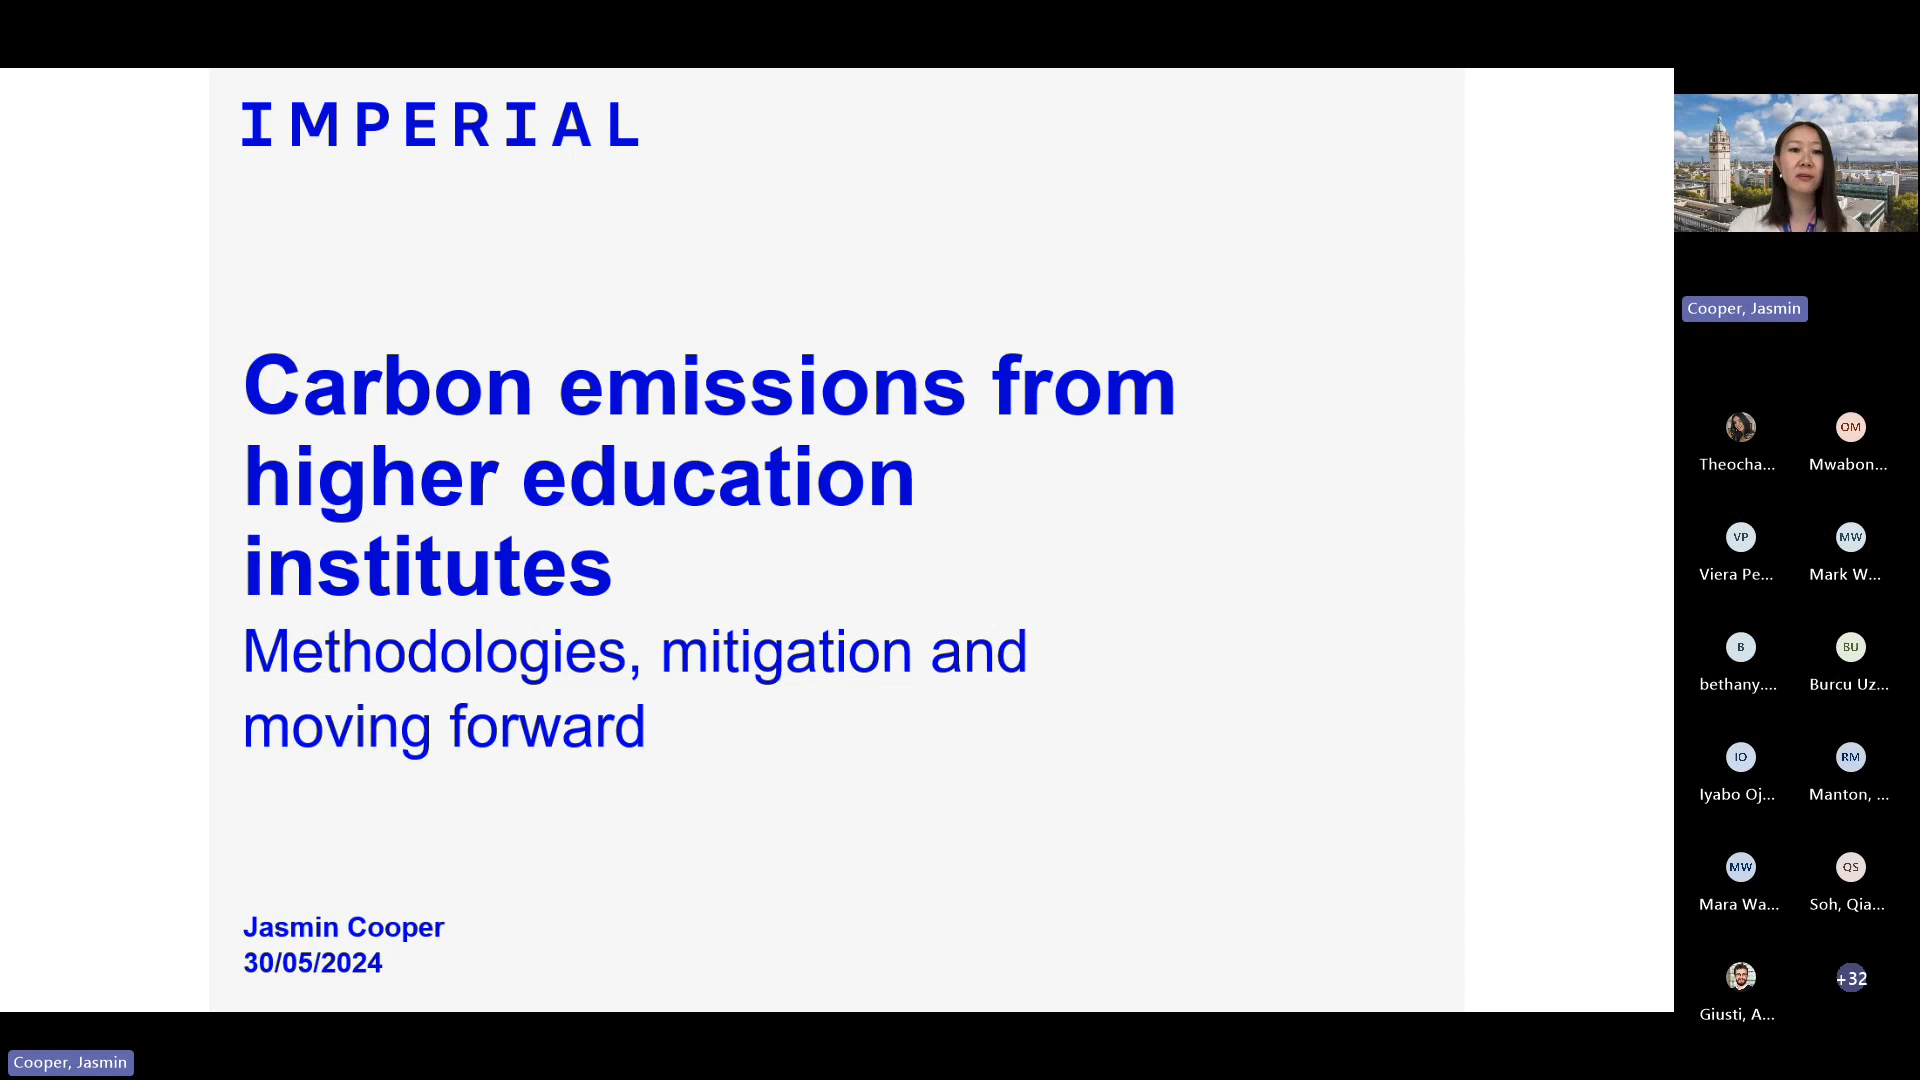 IMPERIAL
Carbon emissions from
higher education
institutes
Methodologies, mitigation and
moving forward
Jasmin Cooper
30/05/2024
Cooper, Jasmin
Theocha...
OM
Mwabon...
VP
Viera Pe...
MW
Mark W...
B
bethany....
BU
Burcu Uz...
IO
Iyabo Oj...
RM
Manton, ...
MW
Mara Wa...
QS
Soh, Qia...
Giusti, A...
+32
Cooper, Jasmin